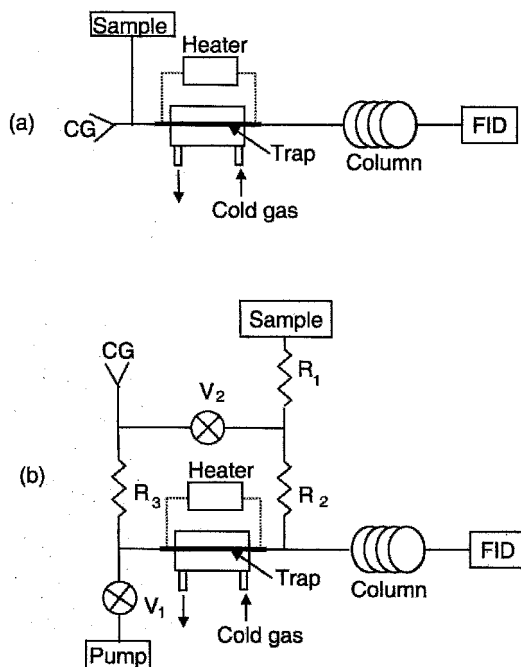 Sample
Heater
(a)
CG
FID
Trap
Column
Cold gas
Sample
CG
R1
V2
(b)
Heater
R3
R2
FID
Trap
Column
V1
Cold gas
Pump